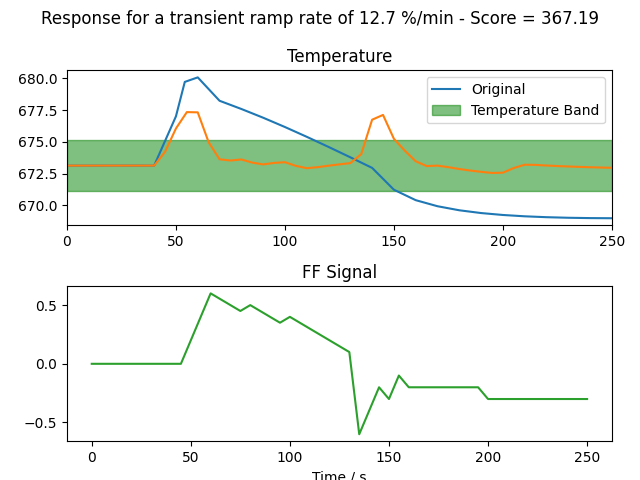 Response for a transient ramp rate of 12.7 %/min - Score = 367.19
Temperature
680.0
677.5
675.0
672.5
670.0
Original
Temperature Band
0 50 100 150 200 250
FF Signal
0.5
0.0
−0.5
0 50 100 150 200 250
Time / s